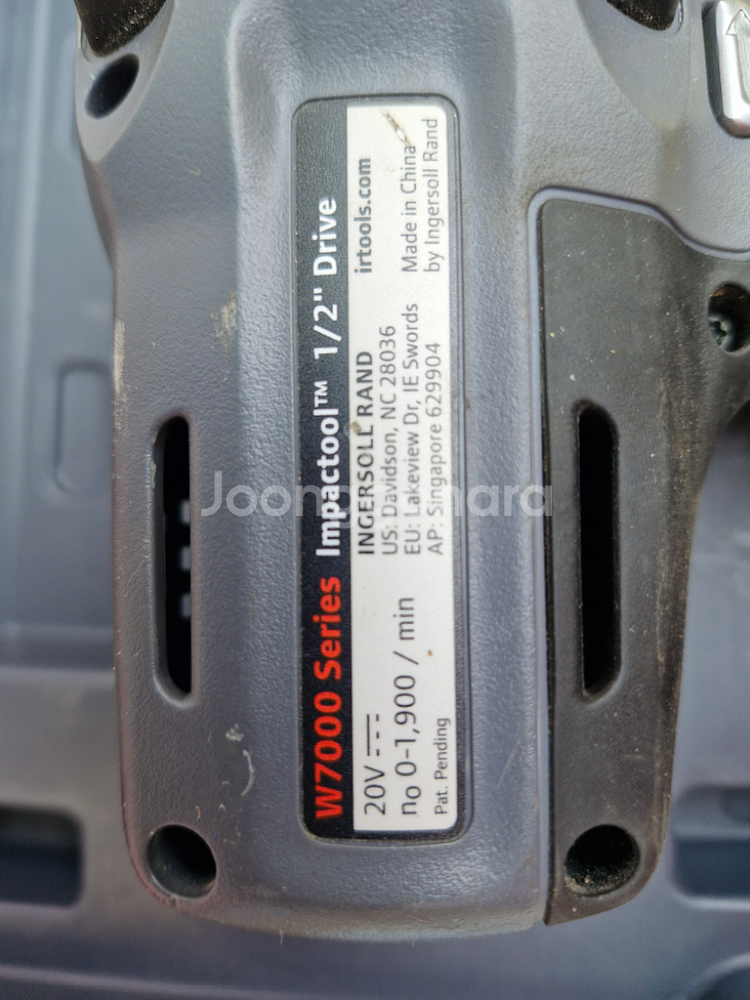 W7000 Series Impactool™ 1/2" Drive
20V
no 0-1,900 / min
Pat. Pending
INGERSOLL RAND
US: Davidson, NC 28036
EU: Lakeview Dr, IE Swords
AP: Singapore 629904
irtools.com
Made in China
by Ingersoll Rand